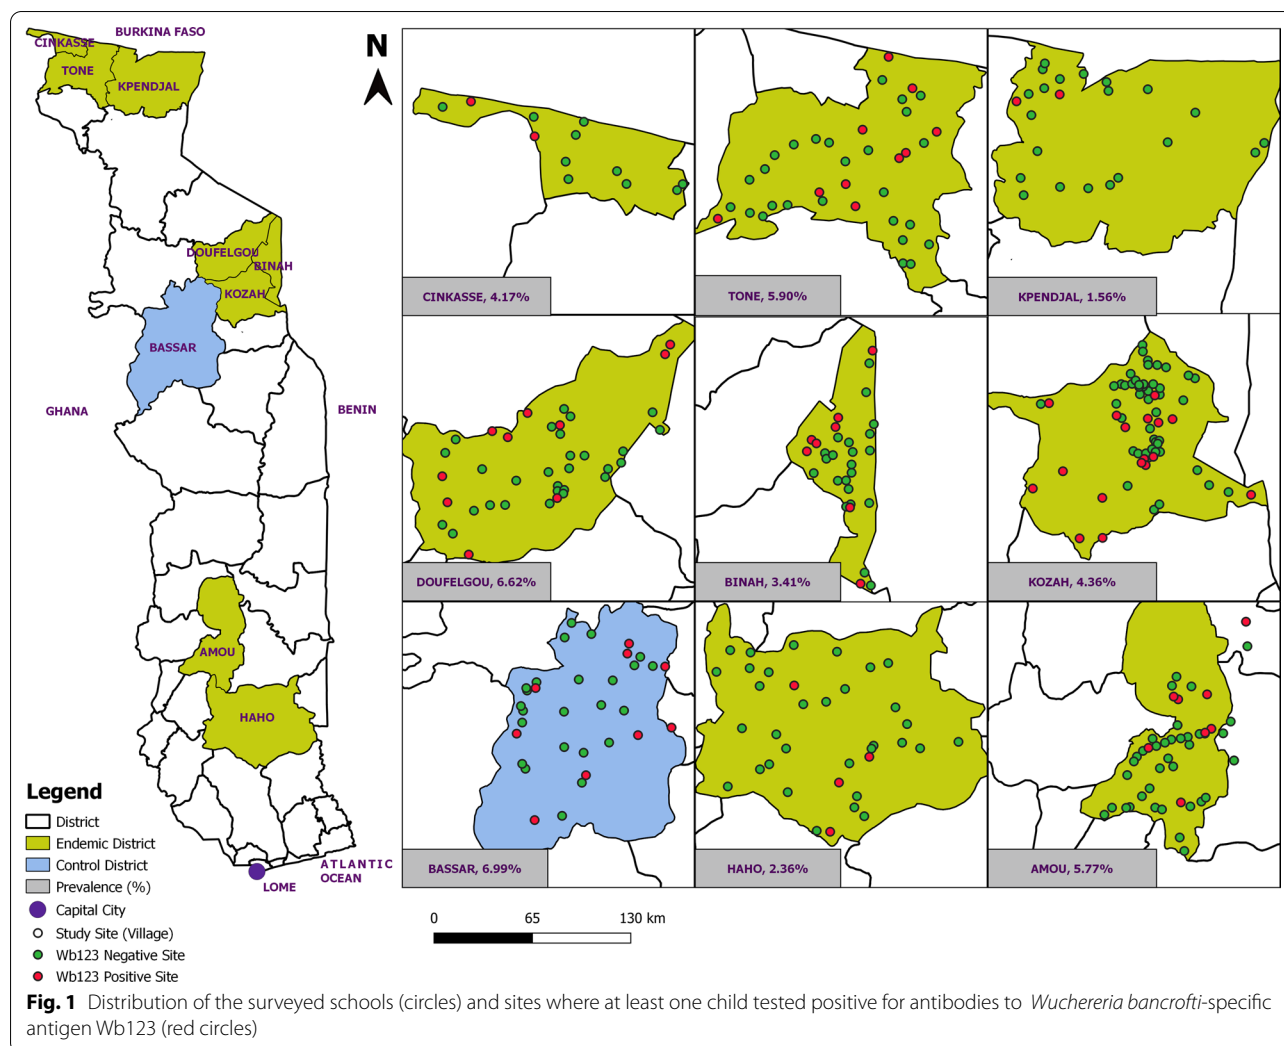 BURKINA FASO
CINKASSE
TONE
KPENDJAL
DOUFELGOU
BINAH
KOZAH
BASSAR
GHANA
BENIN
AMOU
HAHO
Legend
District
Endemic District
Control District
Prevalence (%)
Capital City
Study Site (Village)
Wb123 Negative Site
Wb123 Positive Site
ATLANTIC
OCEAN
LOME
N
CINKASSE, 4.17%
TONE, 5.90%
KPENDJAL, 1.56%
DOUFELGOU, 6.62%
BINAH, 3.41%
KOZAH, 4.36%
BASSAR, 6.99%
HAHO, 2.36%
AMOU, 5.77%
0 65 130 km
Fig. 1 Distribution of the surveyed schools (circles) and sites where at least one child tested positive for antibodies to Wuchereria bancrofti-specific
antigen Wb123 (red circles)